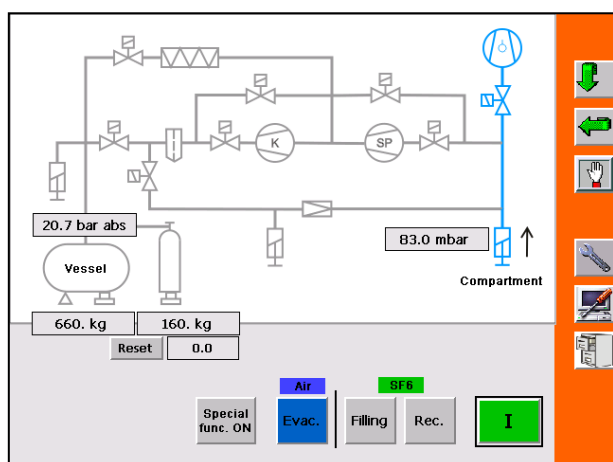 K
SP
20.7 bar abs
83.0 mbar
Vessel
Compartment
660. kg
160. kg
Reset
0.0
Air
SF6
Special
func. ON
Evac.
Filling
Rec.
I